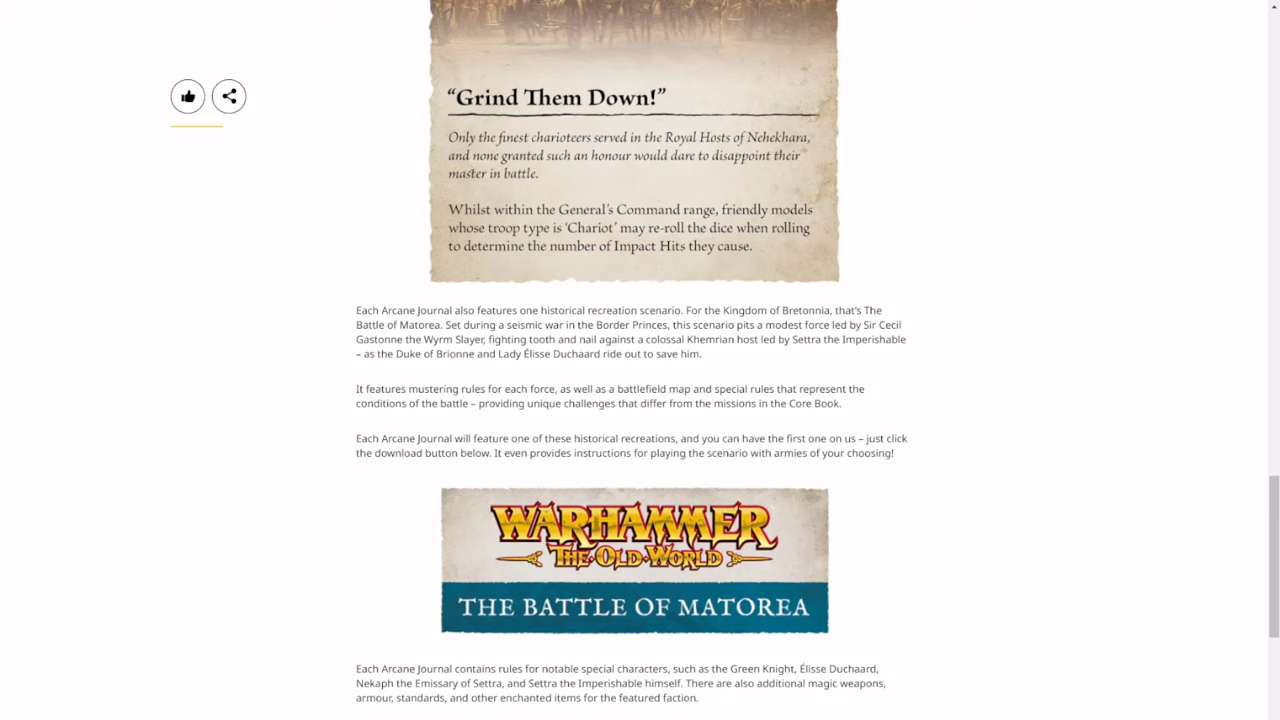 “Grind Them Down!”
Only the finest charioteers served in the Royal Hosts of Nehekhara,
and none granted such an honour would dare to disappoint their
master in battle.
Whilst within the General’s Command range, friendly models
whose troop type is ‘Chariot’ may re-roll the dice when rolling
to determine the number of Impact Hits they cause.
Each Arcane Journal also features one historical recreation scenario. For the Kingdom of Bretonnia, that’s The
Battle of Matorea. Set during a seismic war in the Border Princes, this scenario pits a modest force led by Sir Cecil
Gastonne the Wyrm Slayer, fighting tooth and nail against a colossal Khemrian host led by Settra the Imperishable
– as the Duke of Brionne and Lady Élisse Duchaard ride out to save him.
It features mustering rules for each force, as well as a battlefield map and special rules that represent the
conditions of the battle – providing unique challenges that differ from the missions in the Core Book.
Each Arcane Journal will feature one of these historical recreations, and you can have the first one on us – just click
the download button below. It even provides instructions for playing the scenario with armies of your choosing!
WARHAMMER
THE·OLD·WORLD
THE BATTLE OF MATOREA
Each Arcane Journal contains rules for notable special characters, such as the Green Knight, Élisse Duchaard,
Nekaph the Emissary of Settra, and Settra the Imperishable himself. There are also additional magic weapons,
armour, standards, and other enchanted items for the featured faction.